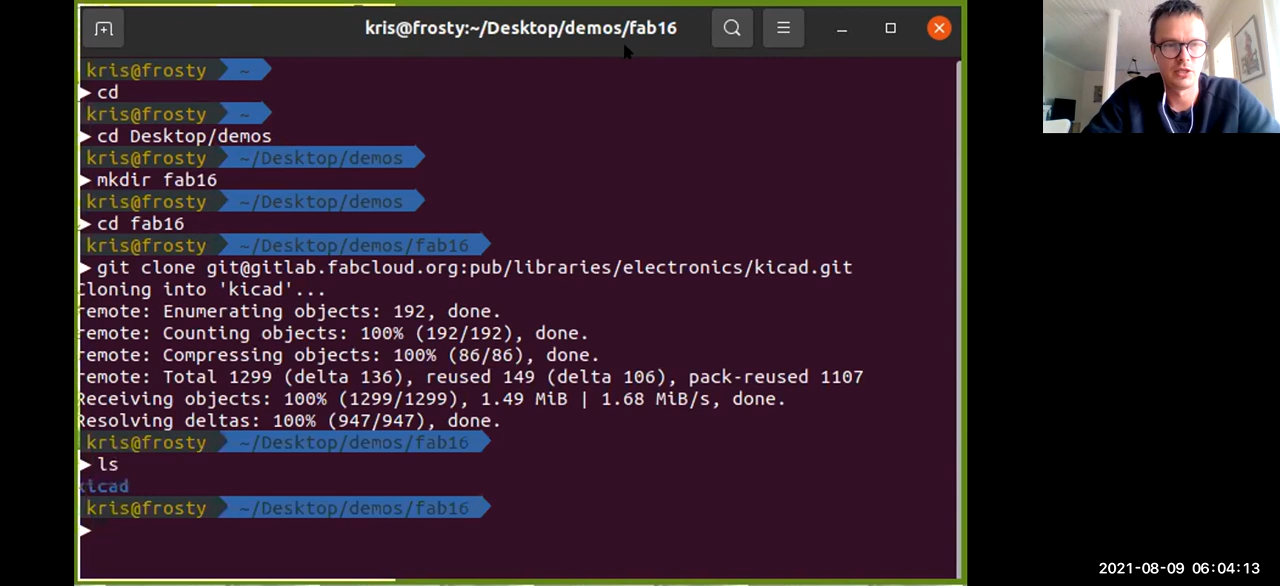 kris@frosty:~/Desktop/demos/fab16
kris@frosty ~
cd
kris@frosty ~
cd Desktop/demos
kris@frosty ~/Desktop/demos
mkdir fab16
kris@frosty ~/Desktop/demos
cd fab16
kris@frosty ~/Desktop/demos/fab16
git clone git@gitlab.fabcloud.org:pub/libraries/electronics/kicad.git
Cloning into 'kicad'...
remote: Enumerating objects: 192, done.
remote: Counting objects: 100% (192/192), done.
remote: Compressing objects: 100% (86/86), done.
remote: Total 1299 (delta 136), reused 149 (delta 106), pack-reused 1107
Receiving objects: 100% (1299/1299), 1.49 MiB | 1.68 MiB/s, done.
Resolving deltas: 100% (947/947), done.
kris@frosty ~/Desktop/demos/fab16
ls
kicad
kris@frosty ~/Desktop/demos/fab16
2021-08-09 06:04:13